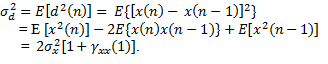 σ_d^2 = E[d^2(n)] = E{[x(n) − x(n − 1)]^2}
= E [x^2(n)] − 2E{x(n)x(n − 1)} + E[x^2(n − 1)]
= 2σ_x^2[1 + γ_xx(1)].